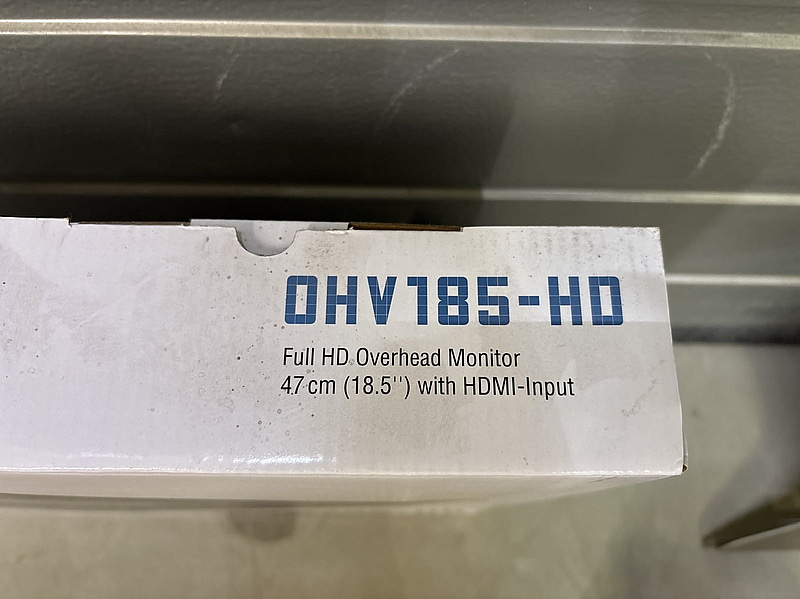 OHV185-HD
Full HD Overhead Monitor
47 cm (18.5'') with HDMI-Input